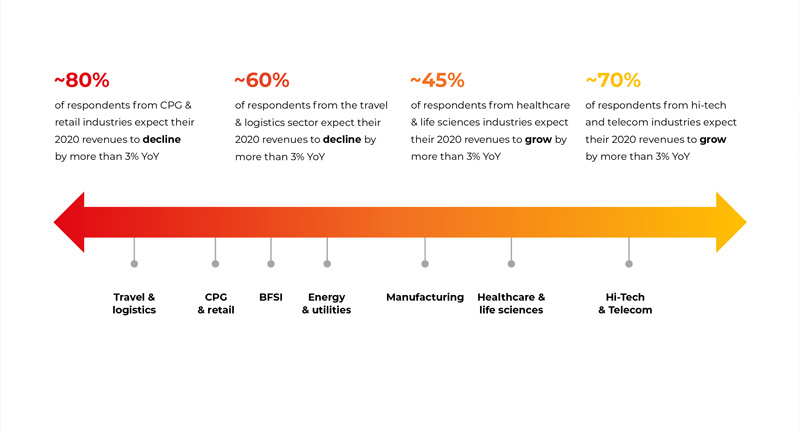 ~80%
of respondents from CPG &
retail industries expect their
2020 revenues to decline
by more than 3% YoY
~60%
of respondents from the travel
& logistics sector expect their
2020 revenues to decline by
more than 3% YoY
~45%
of respondents from healthcare
& life sciences industries expect
their 2020 revenues to grow by
more than 3% YoY
~70%
of respondents from hi-tech
and telecom industries expect
their 2020 revenues to grow
by more than 3% YoY
Travel &
logistics
CPG
& retail
BFSI
Energy
& utilities
Manufacturing
Healthcare &
life sciences
Hi-Tech
& Telecom